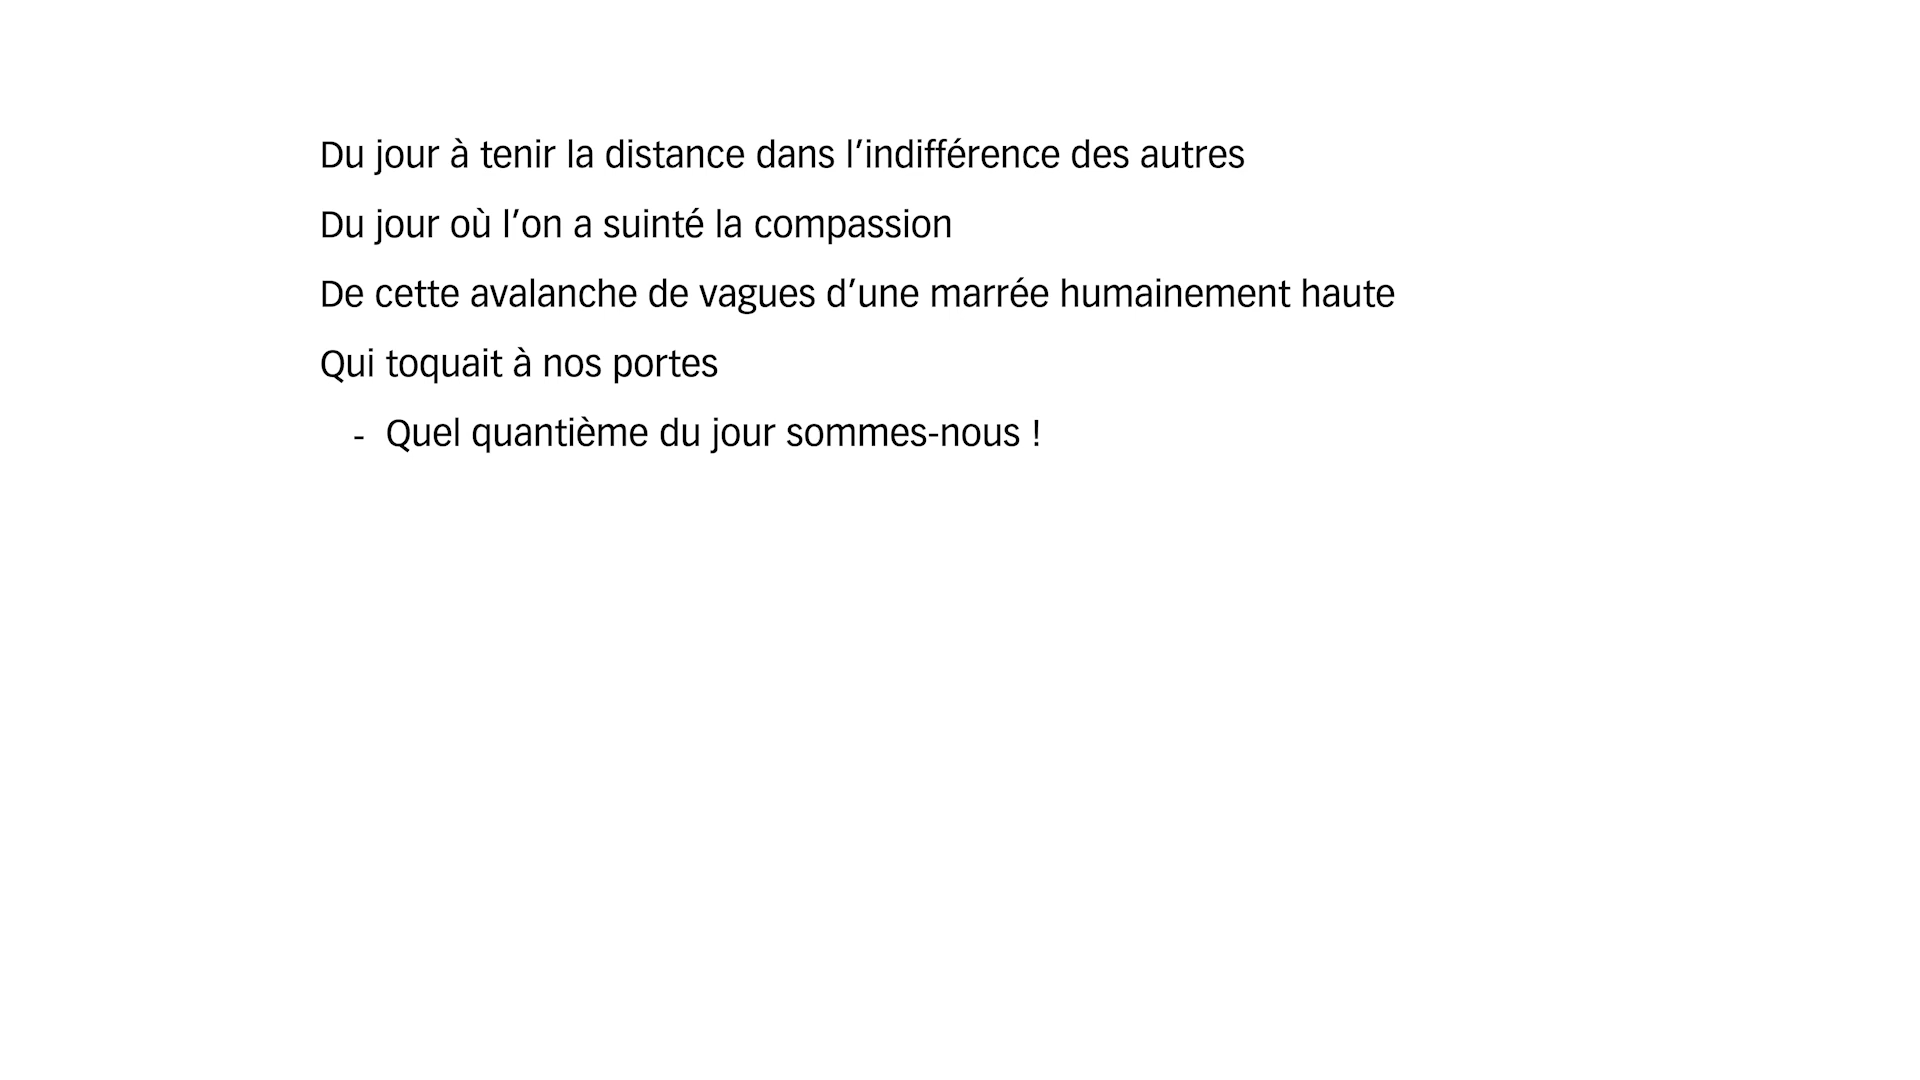 Du jour à tenir la distance dans l’indifférence des autres
Du jour où l’on a suinté la compassion
De cette avalanche de vagues d’une marrée humainement haute
Qui toquait à nos portes
- Quel quantième du jour sommes-nous !